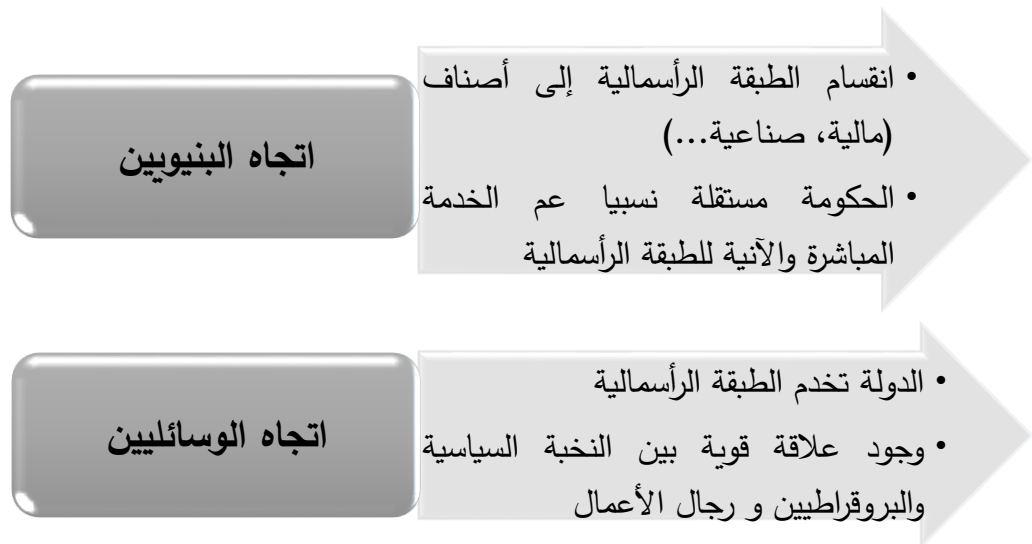 اتجاه البنيويين
• انقسام الطبقة الرأسمالية إلى أصناف
(مالية، صناعية...)
• الحكومة مستقلة نسبيا عم الخدمة
المباشرة والآنية للطبقة الرأسمالية
اتجاه الوسائليين
• الدولة تخدم الطبقة الرأسمالية
• وجود علاقة قوية بين النخبة السياسية
والبروقراطيين و رجال الأعمال